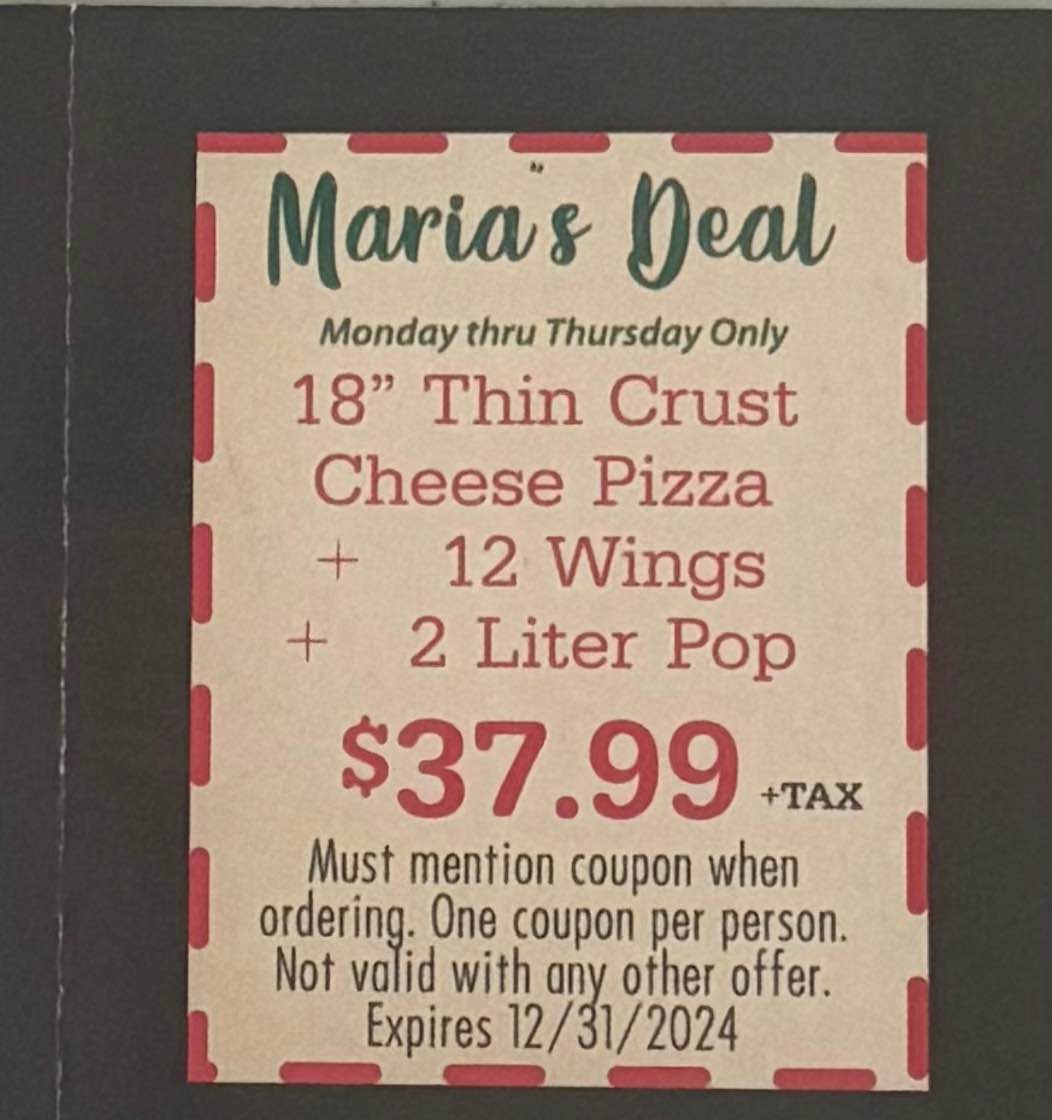 Maria's Deal
Monday thru Thursday Only
18” Thin Crust
Cheese Pizza
+ 12 Wings
+ 2 Liter Pop
$37.99 +TAX
Must mention coupon when
ordering. One coupon per person.
Not valid with any other offer.
Expires 12/31/2024